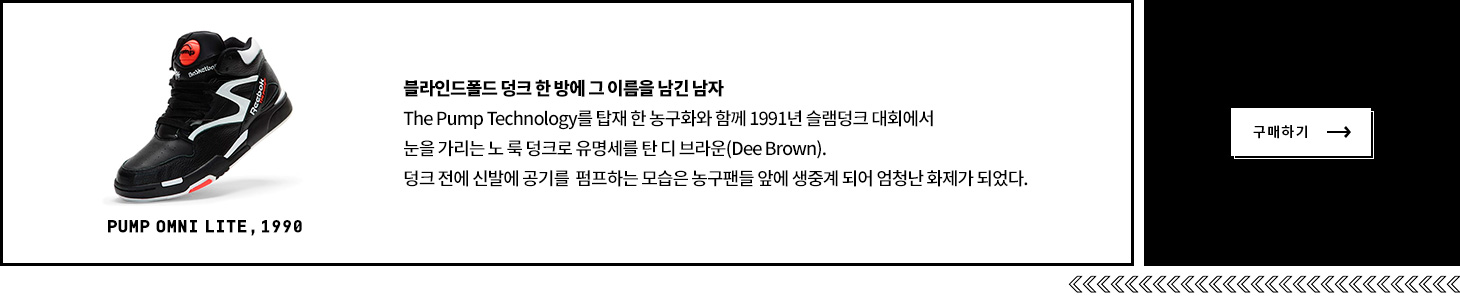 블라인드폴드 덩크 한 방에 그 이름을 남긴 남자
The Pump Technology를 탑재 한 농구화와 함께 1991년 슬램덩크 대회에서
눈을 가리는 노 룩 덩크로 유명세를 탄 디 브라운(Dee Brown).
덩크 전에 신발에 공기를 펌프하는 모습은 농구팬들 앞에 생중계 되어 엄청난 화제가 되었다.
PUMP OMNI LITE, 1990
Reebok
구매하기